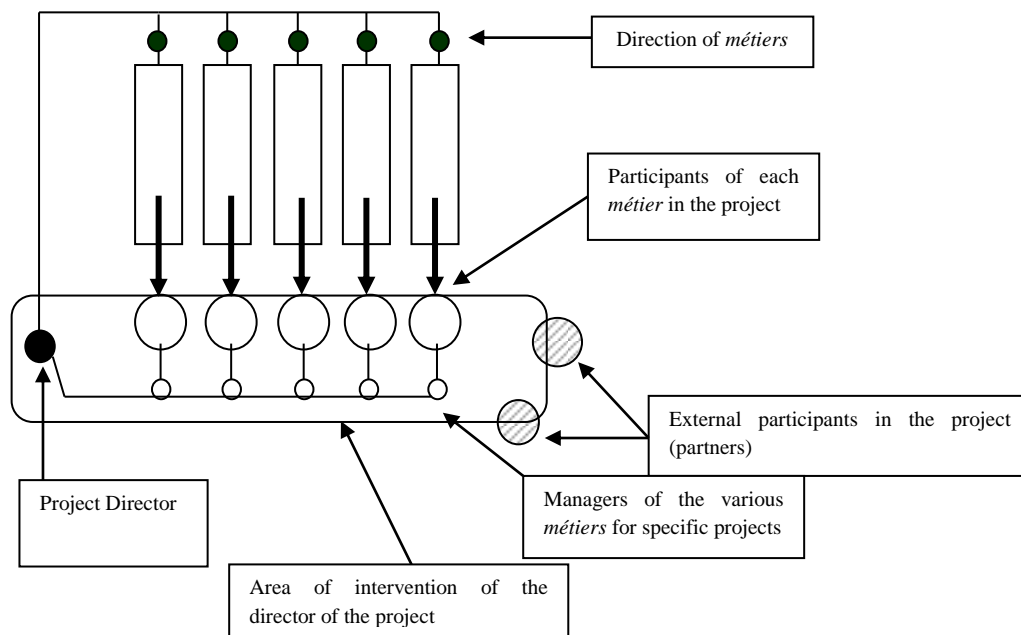 Direction of métiers
Participants of each
métier in the project
External participants in the project
(partners)
Project Director
Managers of the various
métiers for specific projects
Area of intervention of the
director of the project